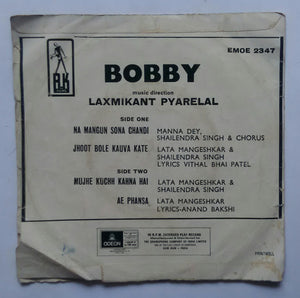 R.K
EMOE 2347
BOBBY
music direction
LAXMIKANT PYARELAL
SIDE ONE
NA MANGUN SONA CHANDI MANNA DEY,
SHAILENDRA SINGH & CHORUS
JHOOT BOLE KAUVA KATE LATA MANGESHKAR &
SHAILENDRA SINGH
LYRICS VITHAL BHAI PATEL
SIDE TWO
MUJHE KUCHH KAHNA HAI LATA MANGESHKAR &
SHAILENDRA SINGH
AE PHANSA LATA MANGESHKAR
LYRICS-ANAND BAKSHI
ODEON
45 R.P.M. EXTENDED PLAY RECORD
THE GRAMOPHONE COMPANY OF INDIA LIMITED
PRINTWELL